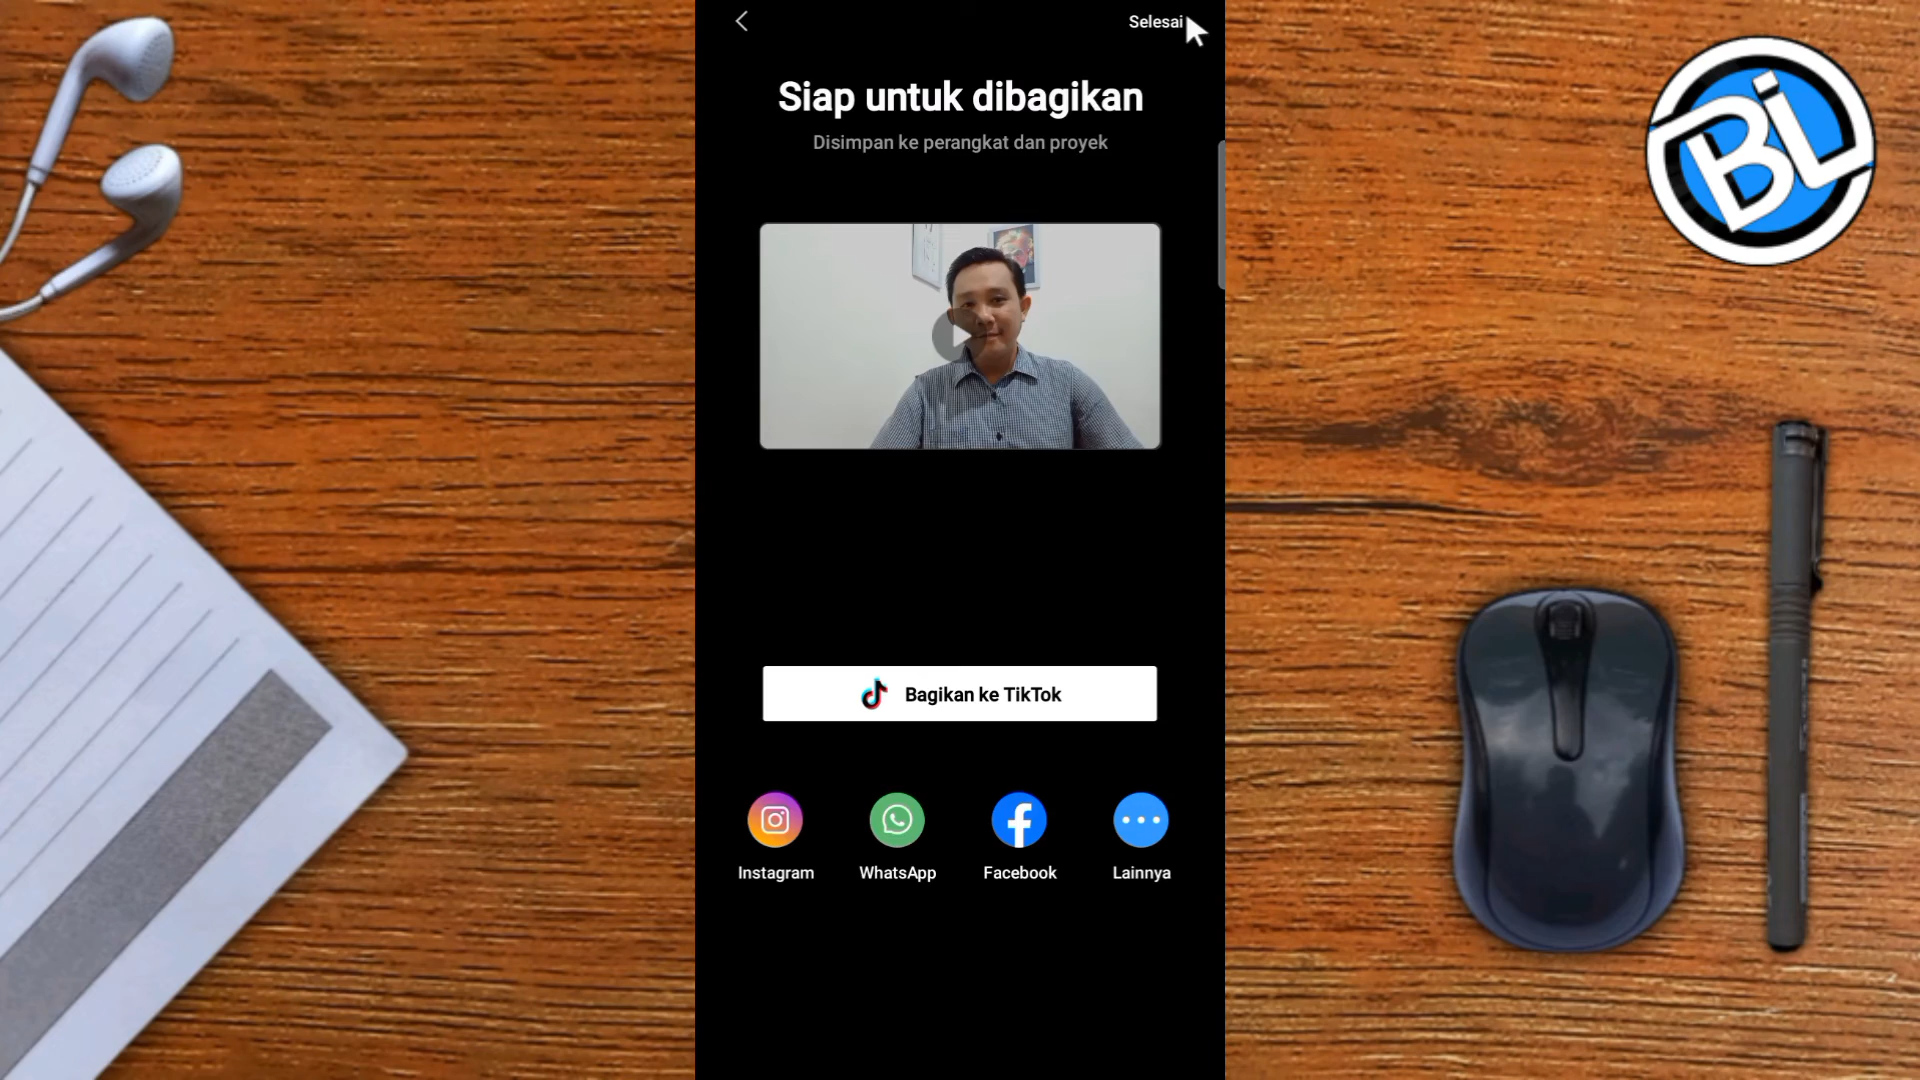 Selesai
Siap untuk dibagikan
Disimpan ke perangkat dan proyek
Bagikan ke TikTok
Instagram
WhatsApp
Facebook
Lainnya
BL